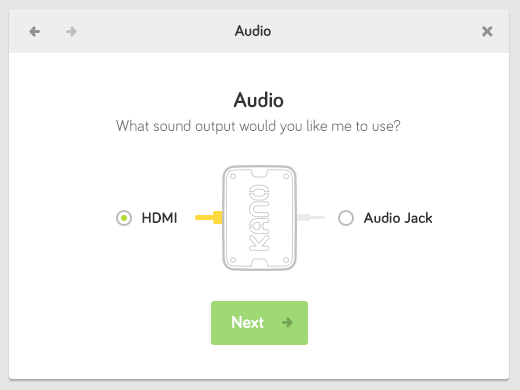 Audio
Audio
What sound output would you like me to use?
HDMI
KANO
Audio Jack
Next